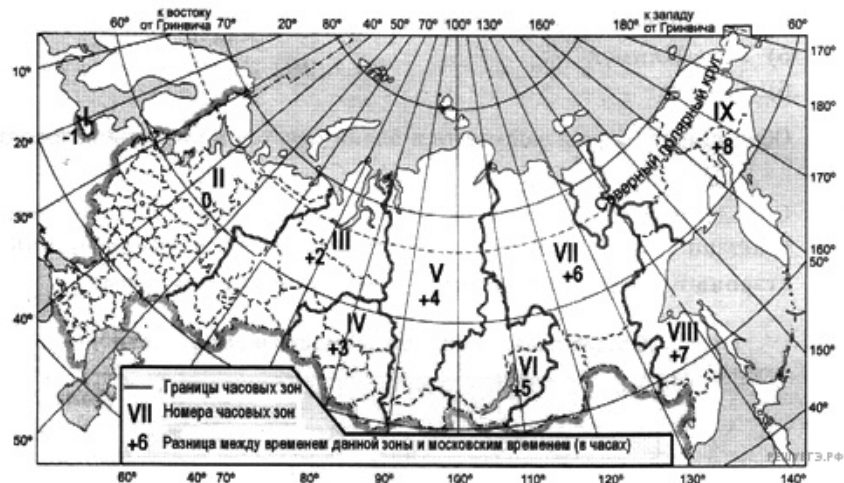 к востоку
от Гринвича
к западу
от Гринвича
60° 70° 20° 80° 30° 40° 50° 100° 130° 160° 180° 60°
10°
20°
30°
40°
50°
170°
180°
170°
160°
50°
150°
40°
Северный полярный круг
I
-1
II
0
III
+2
IV
+3
V
+4
VI
+5
VII
+6
VIII
+7
IX
+8
Границы часовых зон
VII Номера часовых зон
+6 Разница между временем данной зоны и московским временем (в часах)
60° 40° 70° 80° 90° 100° 110° 120° 130° 140°
РЕШУЕГЭ.РФ